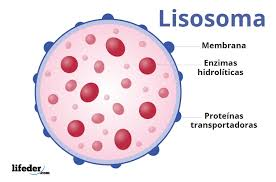 Lisosoma
Membrana
Enzimas
hidrolíticas
Proteínas
transportadoras
lifeder
.com